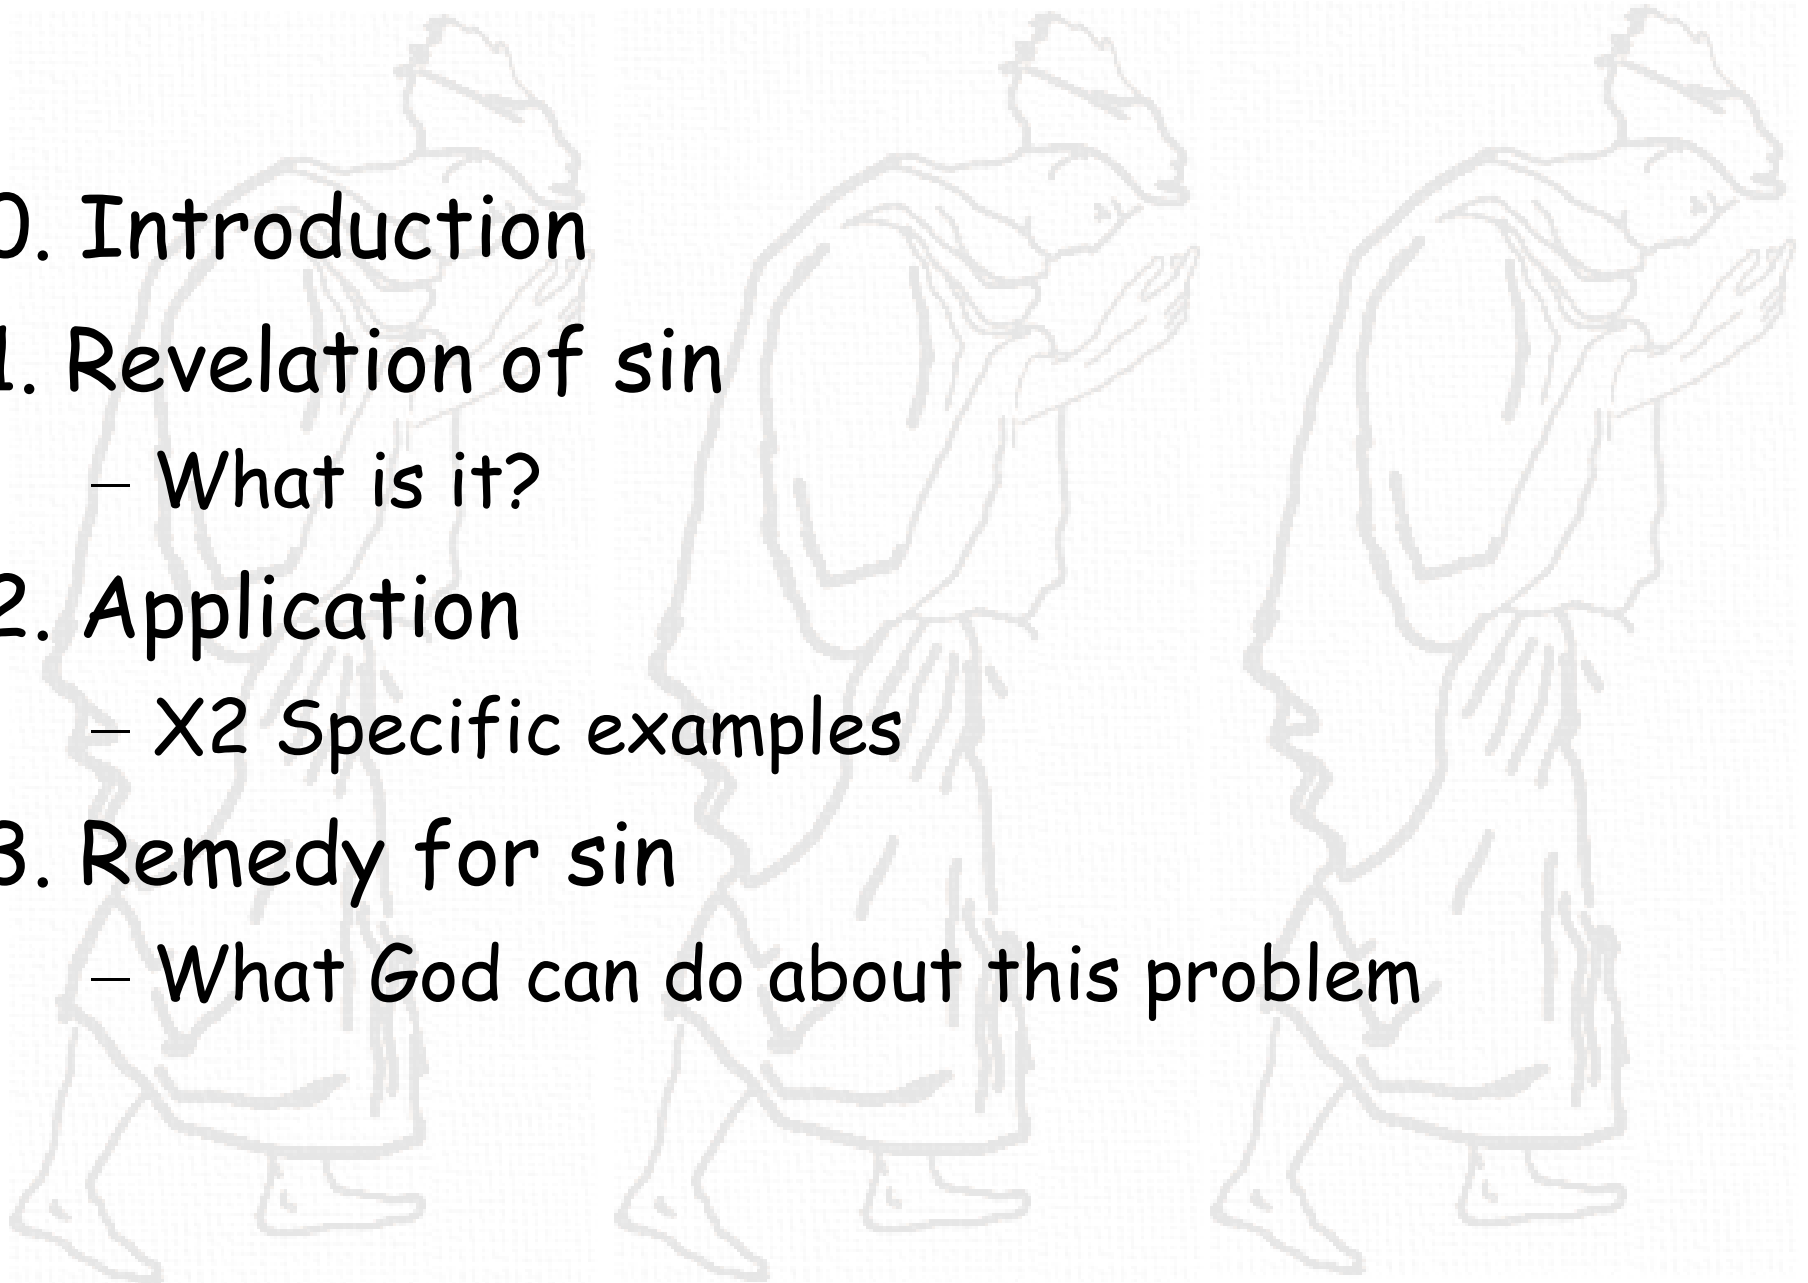 0. Introduction
1. Revelation of sin
– What is it?
2. Application
– X2 Specific examples
3. Remedy for sin
– What God can do about this problem